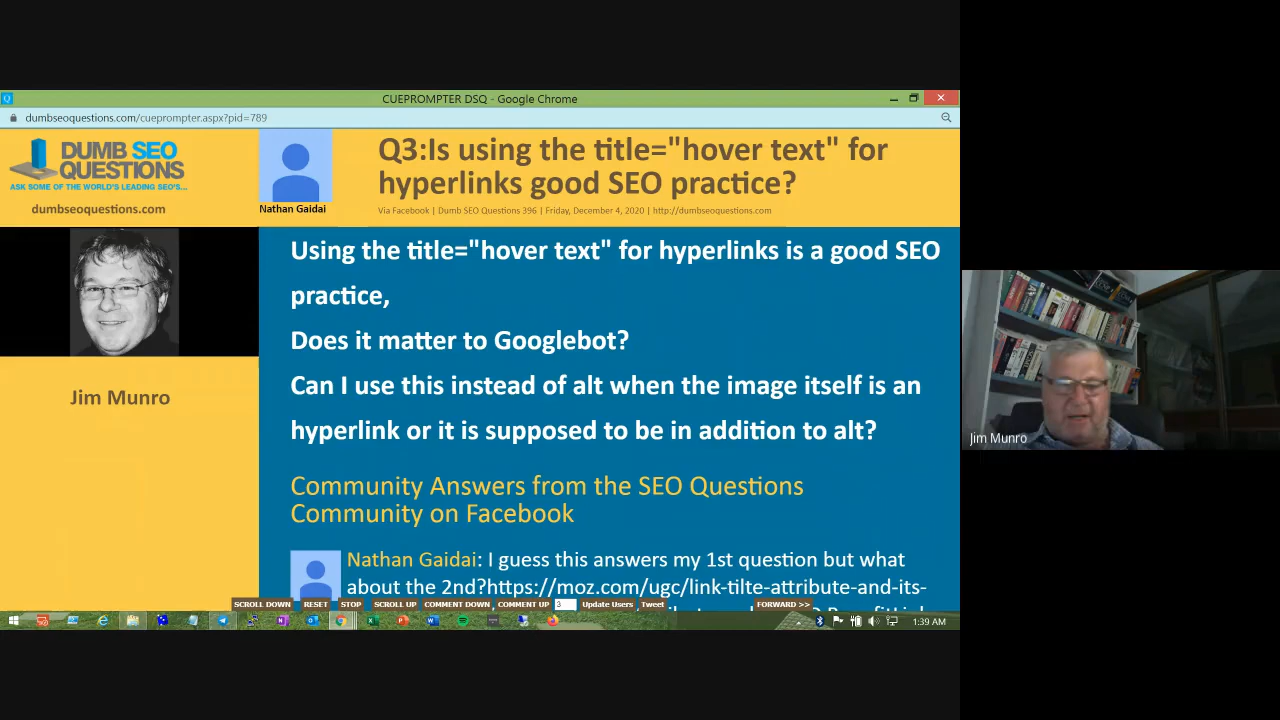 CUEPROMPTER DSQ - Google Chrome
dumbseoquestions.com/cueprompter.aspx?pid=789
DUMB SEO
QUESTIONS
ASK SOME OF THE WORLD'S LEADING SEO'S...
dumbseoquestions.com
Nathan Gaidai
Q3:Is using the title="hover text" for
hyperlinks good SEO practice?
Via Facebook | Dumb SEO Questions 396 | Friday, December 4, 2020 | http://dumbseoquestions.com
Jim Munro
Using the title="hover text" for hyperlinks is a good SEO
practice,
Does it matter to Googlebot?
Can I use this instead of alt when the image itself is an
hyperlink or it is supposed to be in addition to alt?
Community Answers from the SEO Questions
Community on Facebook
Nathan Gaidai: I guess this answers my 1st question but what
about the 2nd?https://moz.com/ugc/link-tilte-attribute-and-its-
SCROLL DOWN RESET STOP SCROLL UP COMMENT DOWN COMMENT UP 3 Update Users Tweet FORWARD >>
1:39 AM
Jim Munro